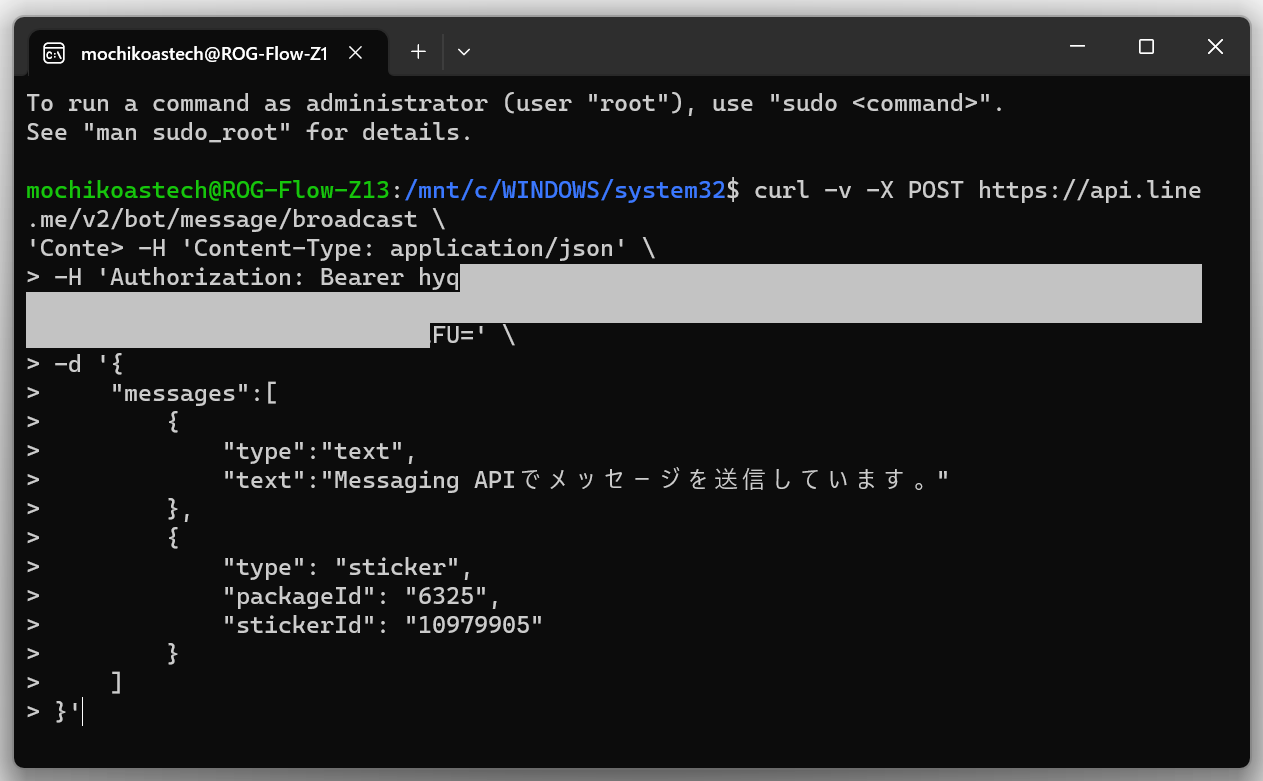 mochikoastech@ROG-Flow-Z1
To run a command as administrator (user "root"), use "sudo <command>".
See "man sudo_root" for details.
mochikoastech@ROG-Flow-Z13:/mnt/c/WINDOWS/system32$ curl -v -X POST https://api.line
.me/v2/bot/message/broadcast \
'Conte> -H 'Content-Type: application/json' \
> -H 'Authorization: Bearer hyq
FU=' \
> -d '{
>     "messages":[
>         {
>             "type":"text",
>             "text":"Messaging APIでメッセージを送信しています。"
>         },
>         {
>             "type": "sticker",
>             "packageId": "6325",
>             "stickerId": "10979905"
>         }
>     ]
> }'